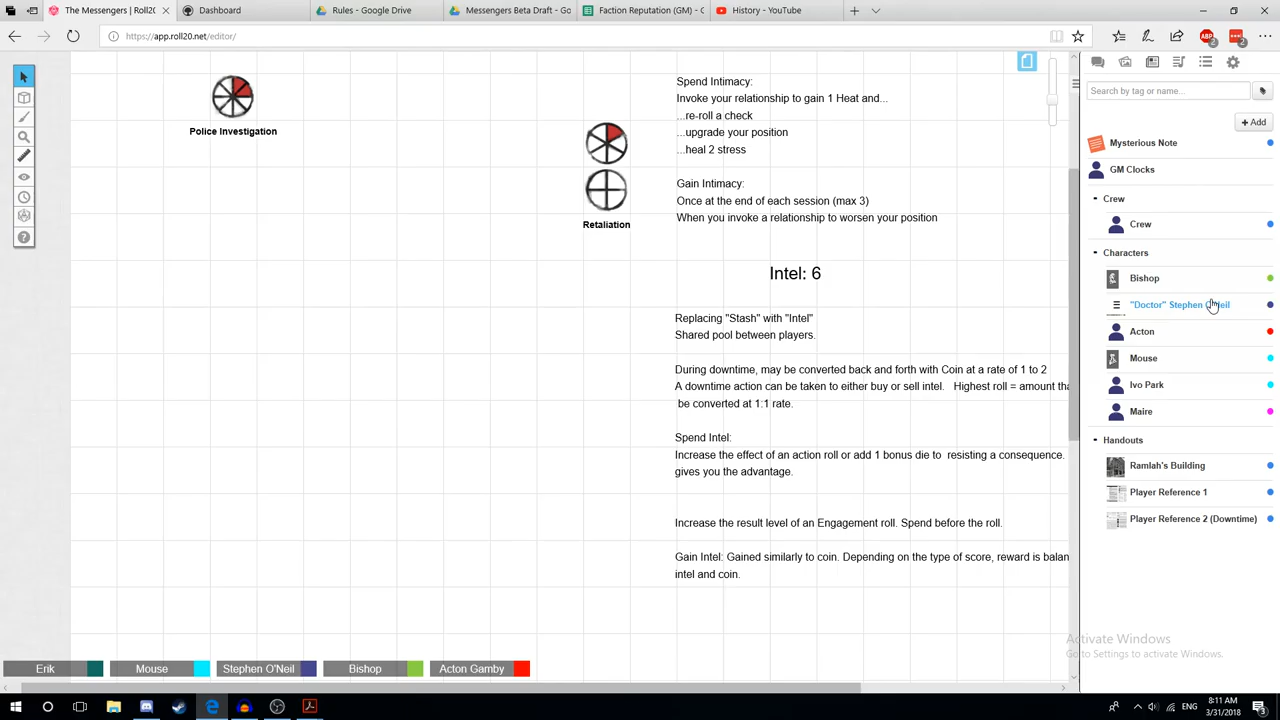 The Messengers | Roll20
Dashboard
Rules - Google Drive
Messengers Beta Draft - Go
Faction Reputation (GM) - G
History - YouTube
https://app.roll20.net/editor/
ABP
2
2
Search by tag or name...
+ Add
Mysterious Note
GM Clocks
Crew
Crew
Characters
Bishop
"Doctor" Stephen
Acton
Mouse
Ivo Park
Maire
Handouts
Ramlah's Building
Player Reference 1
Player Reference 2 (Downtime)
Police Investigation
Retaliation
Spend Intimacy:
Invoke your relationship to gain 1 Heat and...
...re-roll a check
...upgrade your position
...heal 2 stress
Gain Intimacy:
Once at the end of each session (max 3)
When you invoke a relationship to worsen your position
Intel: 6
Replacing "Stash" with "Intel"
Shared pool between players.
During downtime, may be converted back and forth with Coin at a rate of 1 to 2
A downtime action can be taken to either buy or sell intel. Highest roll = amount tha
be converted at 1:1 rate.
Spend Intel:
Increase the effect of an action roll or add 1 bonus die to resisting a consequence.
gives you the advantage.
Increase the result level of an Engagement roll. Spend before the roll.
Gain Intel: Gained similarly to coin. Depending on the type of score, reward is balan
intel and coin.
Activate Windows
Go to Settings to activate Windows.
Erik
Mouse
Stephen O'Neil
Bishop
Acton Gamby
ENG
8:11 AM
3/31/2018
3